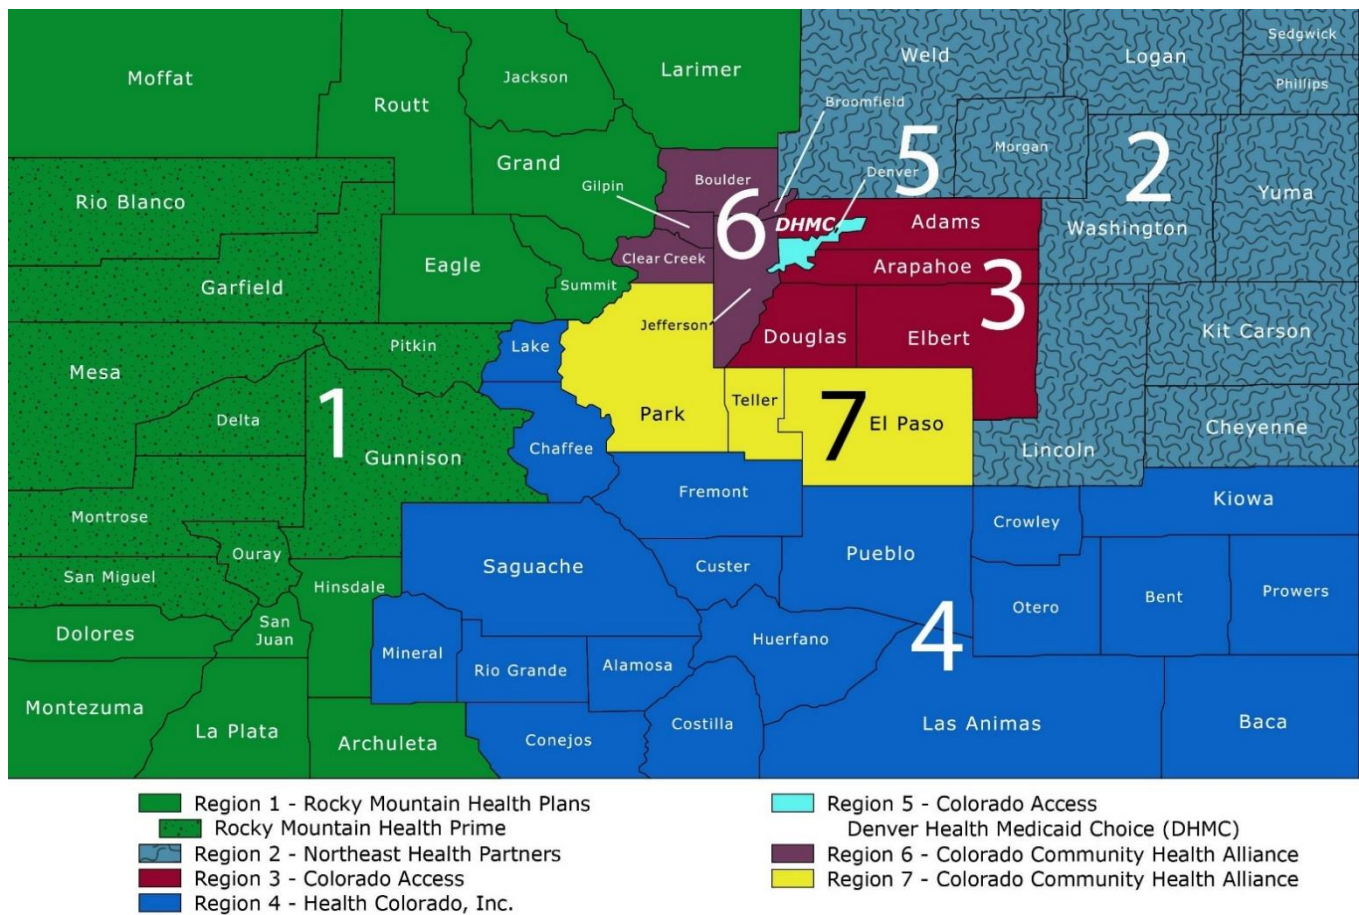 Moffat
Routt
Jackson
Larimer
Weld
Logan
Sedgwick
Phillips
Broomfield
Morgan
5
2
Denver
Yuma
Washington
Rio Blanco
Grand
Gilpin
Boulder
6
DHMC
Adams
Arapahoe
3
Clear Creek
Eagle
Garfield
Summit
Jefferson
Douglas
Elbert
Kit Carson
Mesa
Pitkin
Lake
Delta
1
Gunnison
Chaffee
Park
Teller
7
El Paso
Lincoln
Cheyenne
Montrose
Ouray
San Miguel
Hinsdale
Saguache
Fremont
Custer
Pueblo
Crowley
Kiowa
Otero
Bent
Prowers
Dolores
San
Juan
Mineral
Rio Grande
Alamosa
Huerfano
4
Montezuma
La Plata
Archuleta
Conejos
Costilla
Las Animas
Baca
Region 1 - Rocky Mountain Health Plans
Rocky Mountain Health Prime
Region 2 - Northeast Health Partners
Region 3 - Colorado Access
Region 4 - Health Colorado, Inc.
Region 5 - Colorado Access
Denver Health Medicaid Choice (DHMC)
Region 6 - Colorado Community Health Alliance
Region 7 - Colorado Community Health Alliance